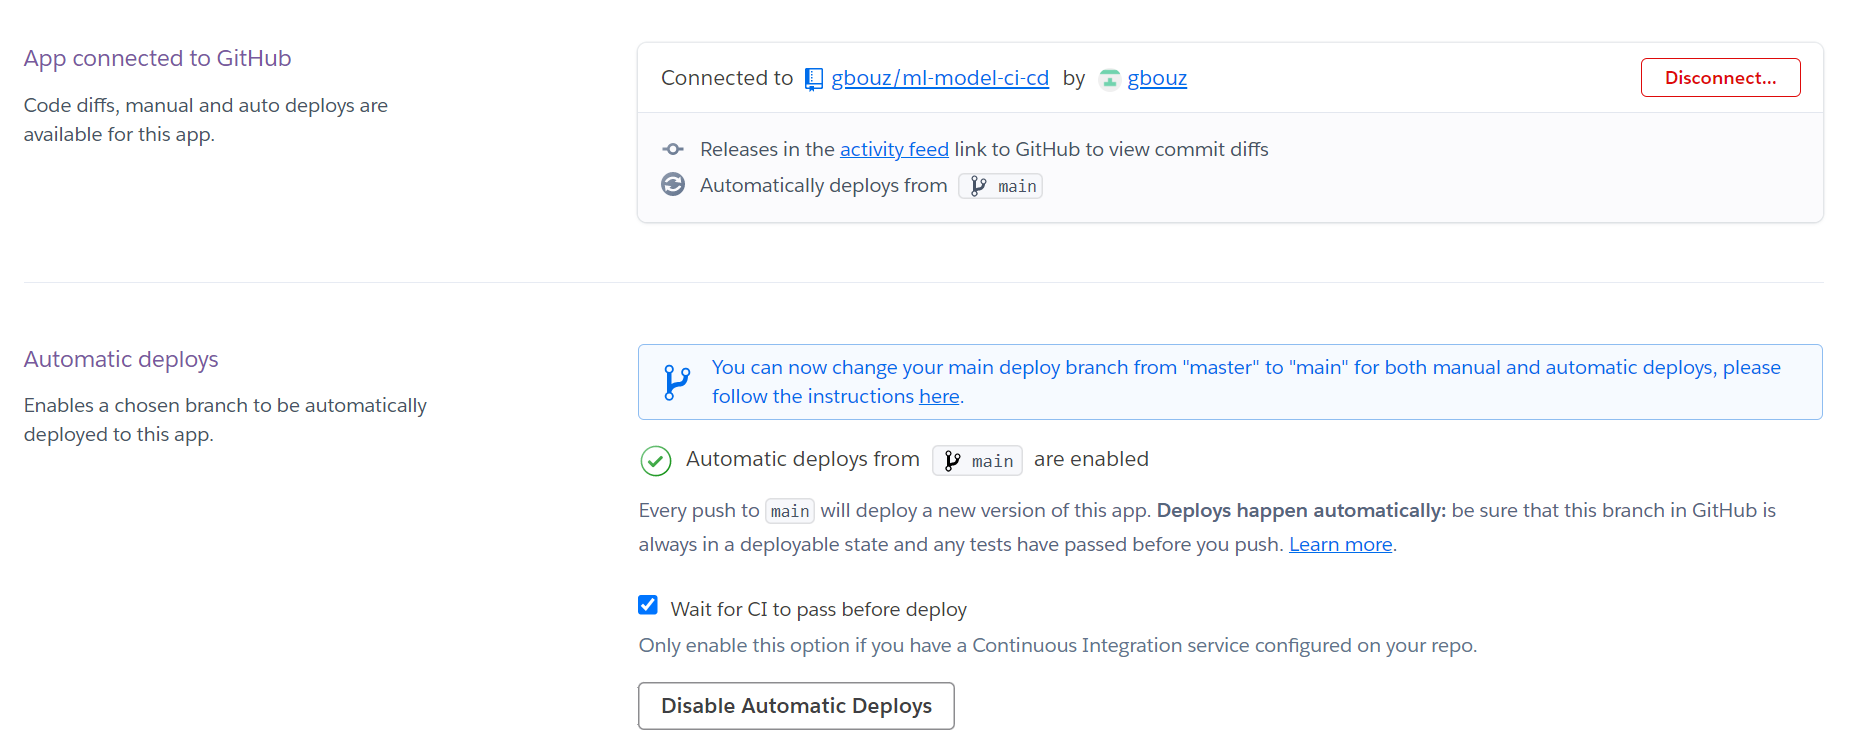 App connected to GitHub
Code diffs, manual and auto deploys are
available for this app.
Connected to gbouz/ml-model-ci-cd by gbouz
Disconnect...
Releases in the activity feed link to GitHub to view commit diffs
Automatically deploys from main
Automatic deploys
Enables a chosen branch to be automatically
deployed to this app.
You can now change your main deploy branch from "master" to "main" for both manual and automatic deploys, please
follow the instructions here.
Automatic deploys from main are enabled
Every push to main will deploy a new version of this app. Deploys happen automatically: be sure that this branch in GitHub is
always in a deployable state and any tests have passed before you push. Learn more.
Wait for CI to pass before deploy
Only enable this option if you have a Continuous Integration service configured on your repo.
Disable Automatic Deploys